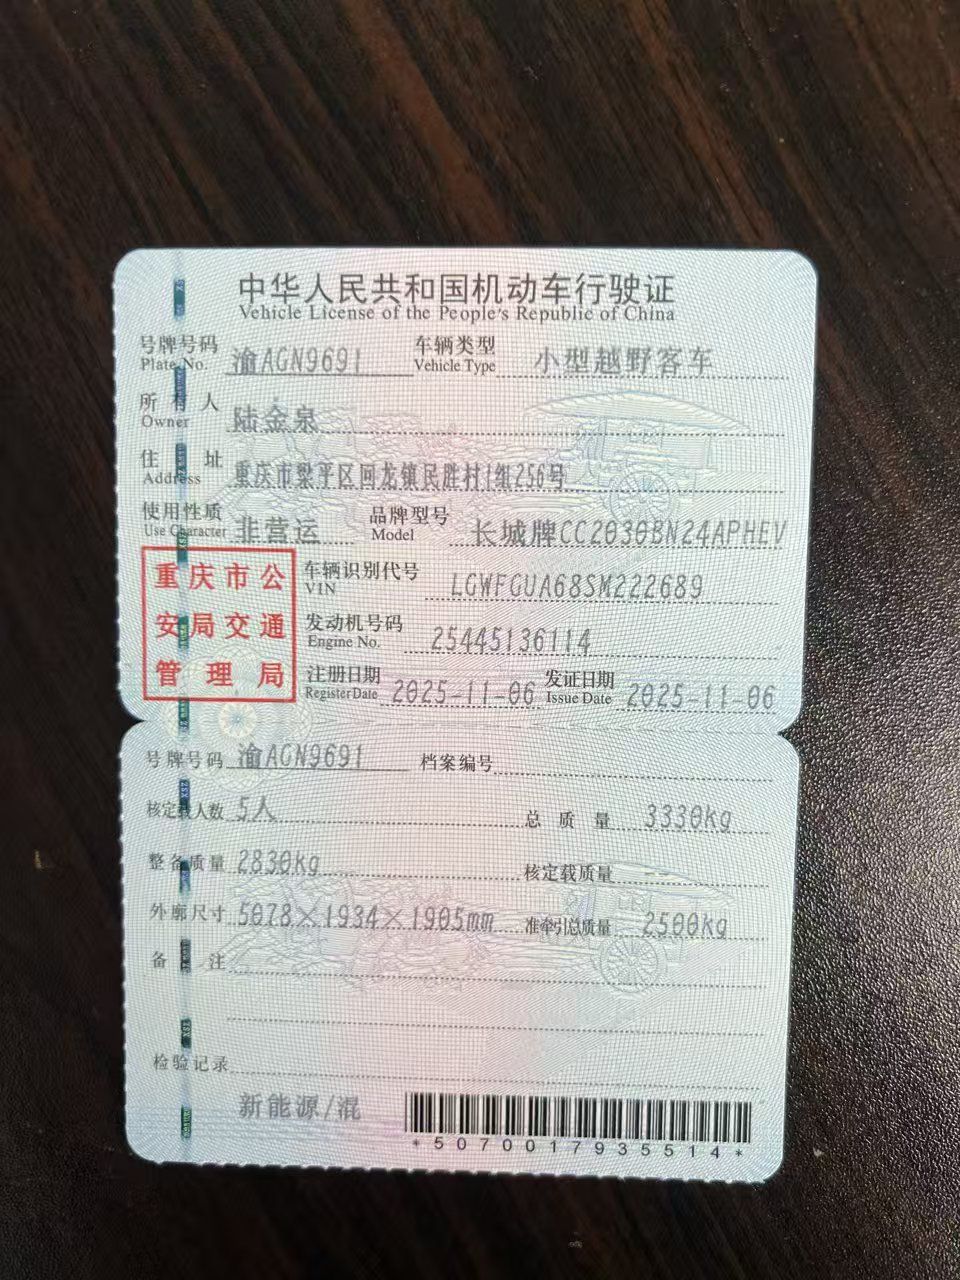 中华人民共和国机动车行驶证
Vehicle License of the People's Republic of China
号牌号码 渝AGN9691 车辆类型 小型越野客车
Plate No. Vehicle Type
所有人 陆金泉
Owner
住址 重庆市梁平区回龙镇民胜村1组256号
Address
使用性质 非营运 品牌型号 长城牌CC2030BN24APHEV
Use Character Model
重庆市公
安局交通
管理局
车辆识别代号 LGWFGUA68SM222689
VIN
发动机号码 25445136114
Engine No.
注册日期 2025-11-06 发证日期 2025-11-06
Register Date Issue Date
号牌号码 渝AGN9691 档案编号
核定载人数 5人 总质量 3330kg
整备质量 2830kg 核定载质量 --
外廓尺寸 5078×1934×1905mm 准牵引总质量 2500kg
备注
检验记录
新能源/混
*5070017935514*